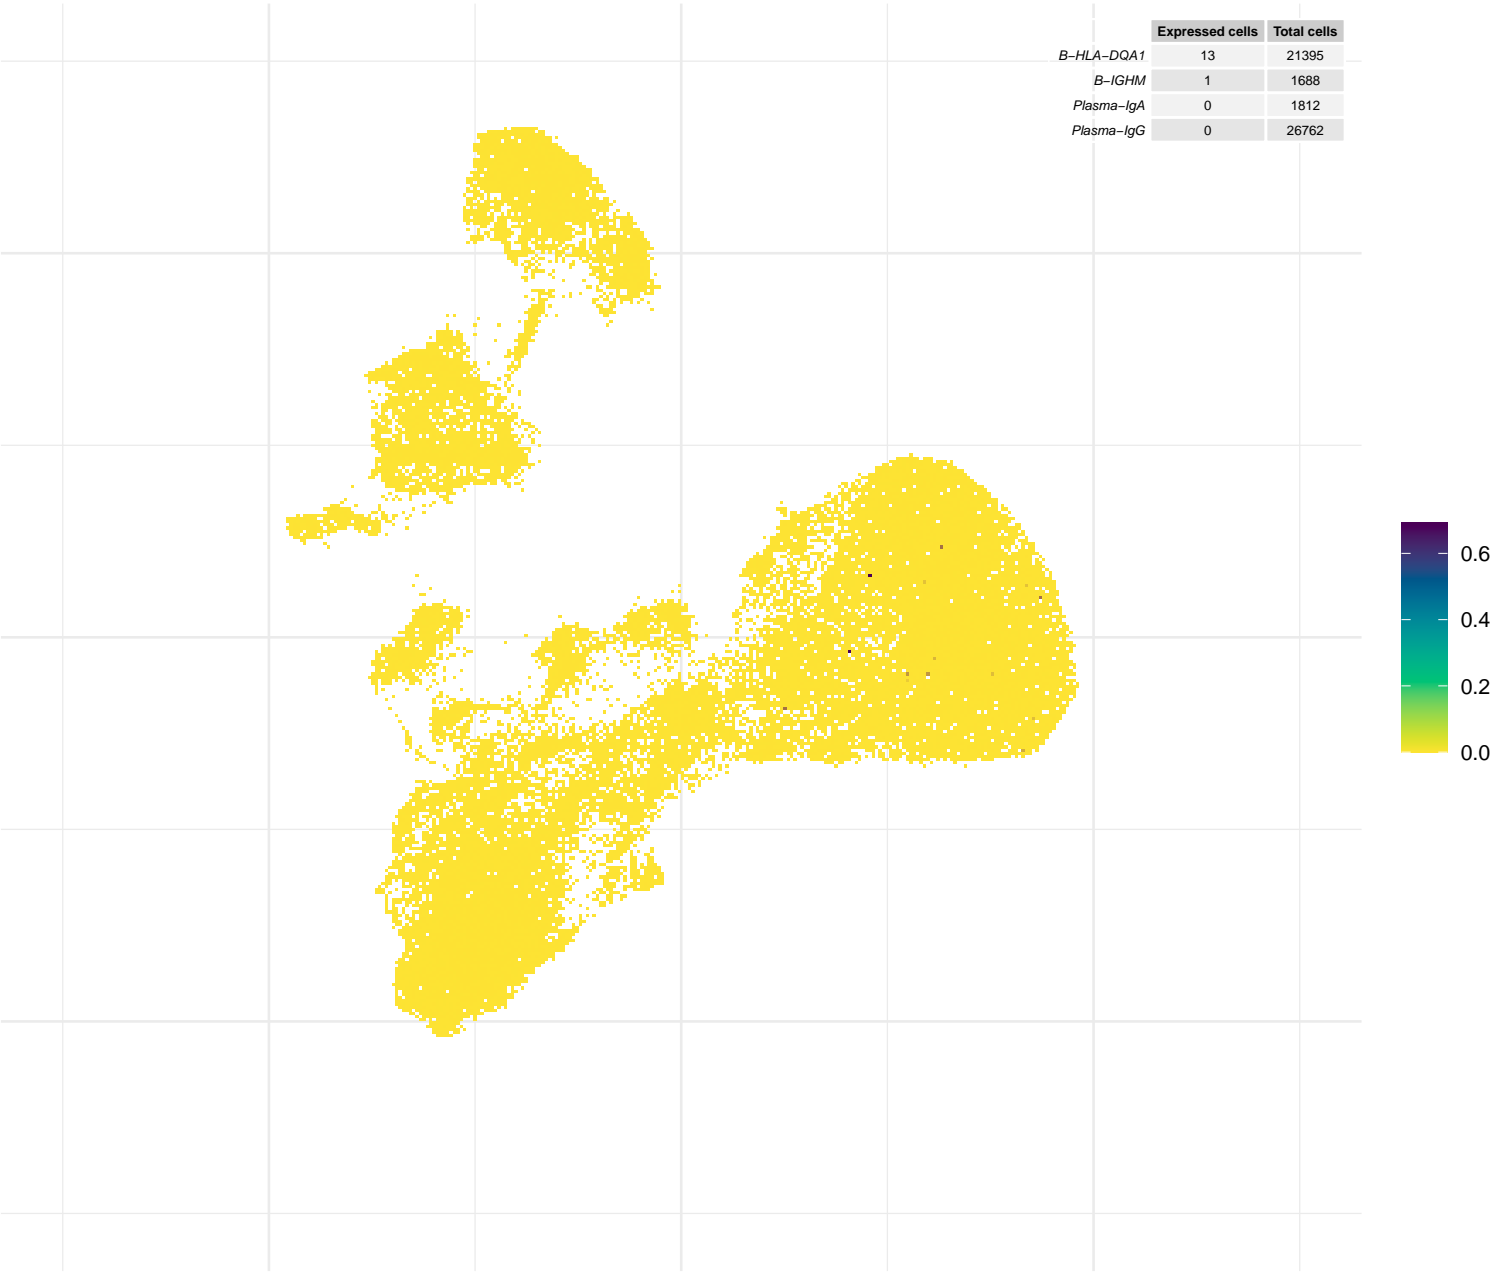 Expressed cells Total cells
B−HLA−DQA1 13 21395
B−IGHM 1 1688
Plasma−IgA 0 1812
Plasma−IgG 0 26762
0.6
0.4
0.2
0.0